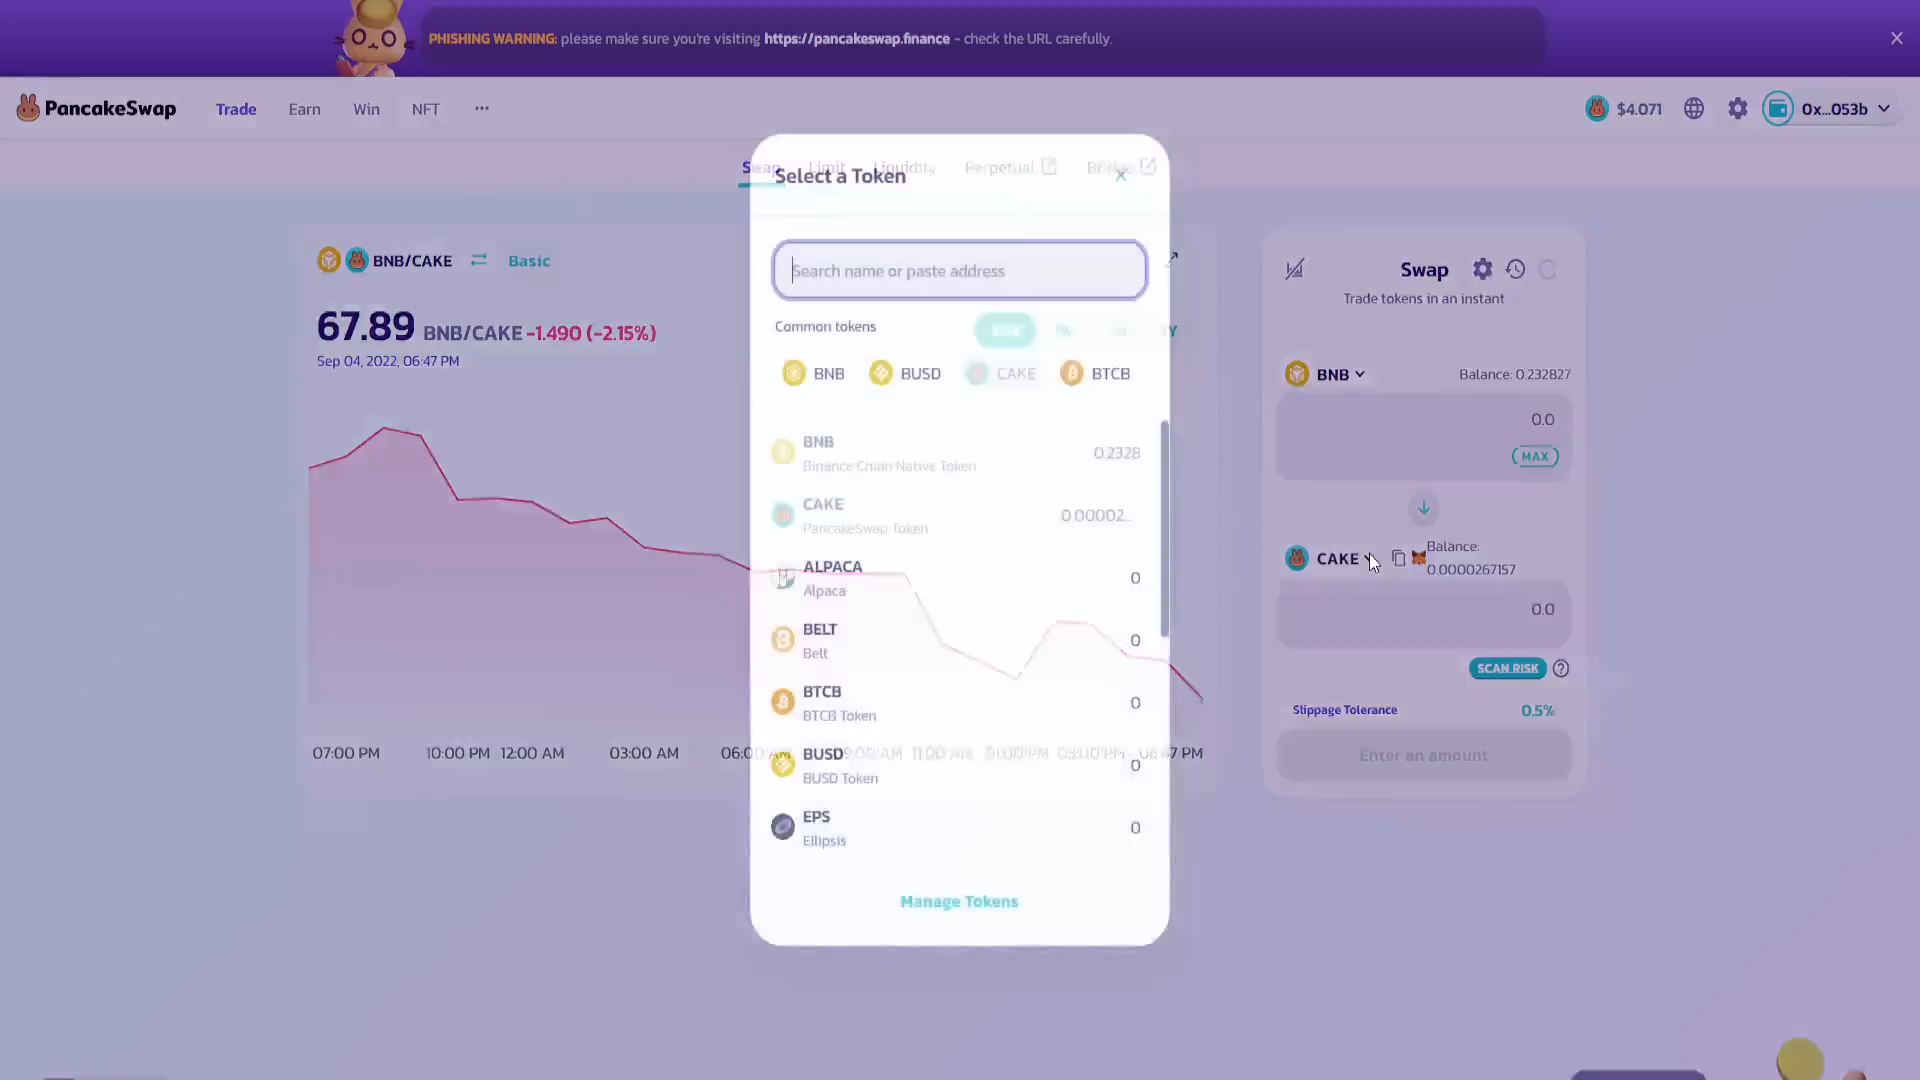 PHISHING WARNING: please make sure you're visiting https://pancakeswap.finance - check the URL carefully.
PancakeSwap
Trade
Earn
Win
NFT
$4.071
0x...053b
Swap
Limit
Liquidity
Perpetual
Select a Token
Search name or paste address
Common tokens
BNB
BUSD
CAKE
BTCB
BNB
Binance Chain Native Token
0.2328
CAKE
PancakeSwap Token
0.00002...
ALPACA
Alpaca
0
BELT
Belt
0
BTCB
BTCB Token
0
BUSD
BUSD Token
0
EPS
Ellipsis
0
Manage Tokens
BNB/CAKE
Basic
67.89 BNB/CAKE -1.490 (-2.15%)
Sep 04, 2022, 06:47 PM
07:00 PM
10:00 PM
12:00 AM
03:00 AM
Swap
Trade tokens in an instant
BNB
Balance: 0.232827
0.0
MAX
CAKE
Balance:
0.0000267157
0.0
SCAN RISK
Slippage Tolerance
0.5%
Enter an amount